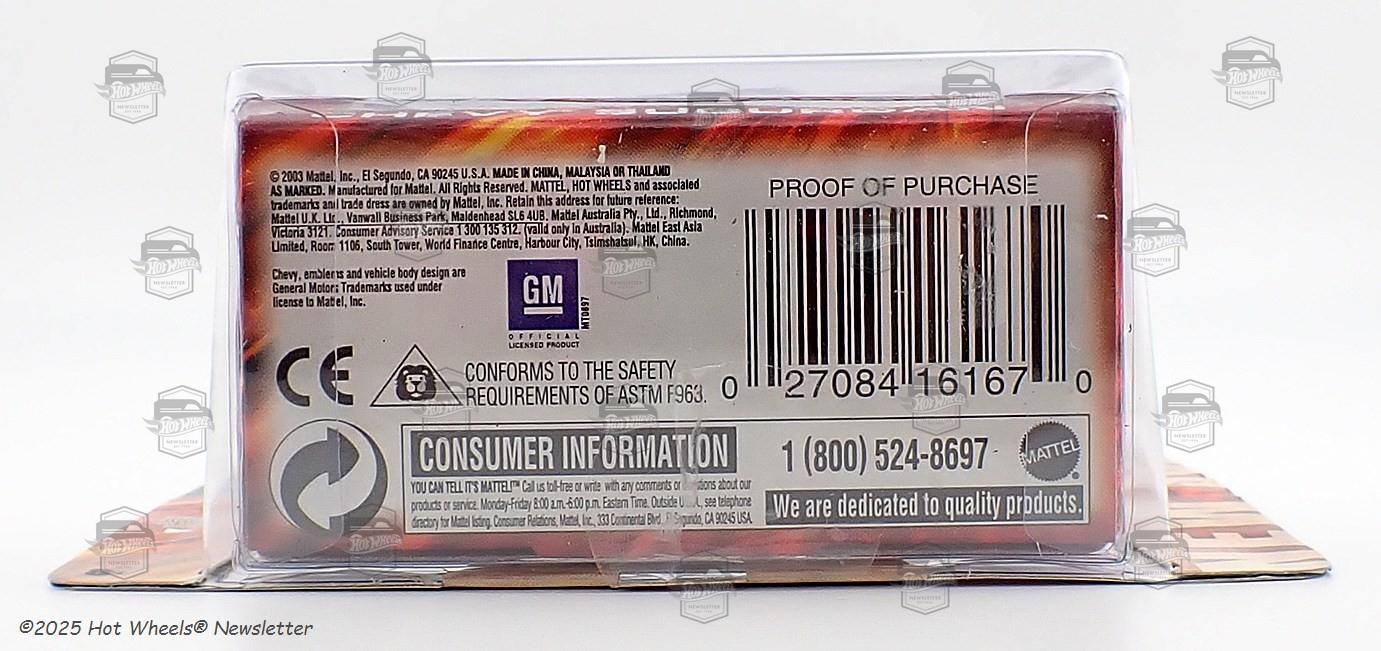 CHEVY SUBURBAN
© 2003 Mattel, Inc., El Segundo, CA 90245 U.S.A. MADE IN CHINA, MALAYSIA OR THAILAND
AS MARKED. Manufactured for Mattel. All Rights Reserved. MATTEL, HOT WHEELS and associated
trademarks and trade dress are owned by Mattel, Inc. Retain this address for future reference:
Mattel U.K. Ltd., Vanwall Business Park, Maidenhead SL6 4UB. Mattel Australia Pty., Ltd., Richmond,
Victoria 3121. Consumer Advisory Service 1 300 135 312. (valid only in Australia). Mattel East Asia
Limited, Room 1106, South Tower, World Finance Centre, Harbour City, Tsimshatsui, HK, China.
Chevy, emblems and vehicle body design are
General Motors Trademarks used under
license to Mattel, Inc.
GM
MT0897
OFFICIAL
LICENSED PRODUCT
PROOF OF PURCHASE
0 27084 16167 0
CE
CONFORMS TO THE SAFETY
REQUIREMENTS OF ASTM F963.
CONSUMER INFORMATION
YOU CAN TELL IT'S MATTEL!™ Call us toll-free or write with any comments or questions about our
products or service. Monday-Friday 8:00 a.m.-6:00 p.m. Eastern Time. Outside U.S.A., see telephone
directory for Mattel listing. Consumer Relations, Mattel, Inc., 333 Continental Blvd., El Segundo, CA 90245 USA.
1 (800) 524-8697
MATTEL
We are dedicated to quality products.
©2025 Hot Wheels® Newsletter